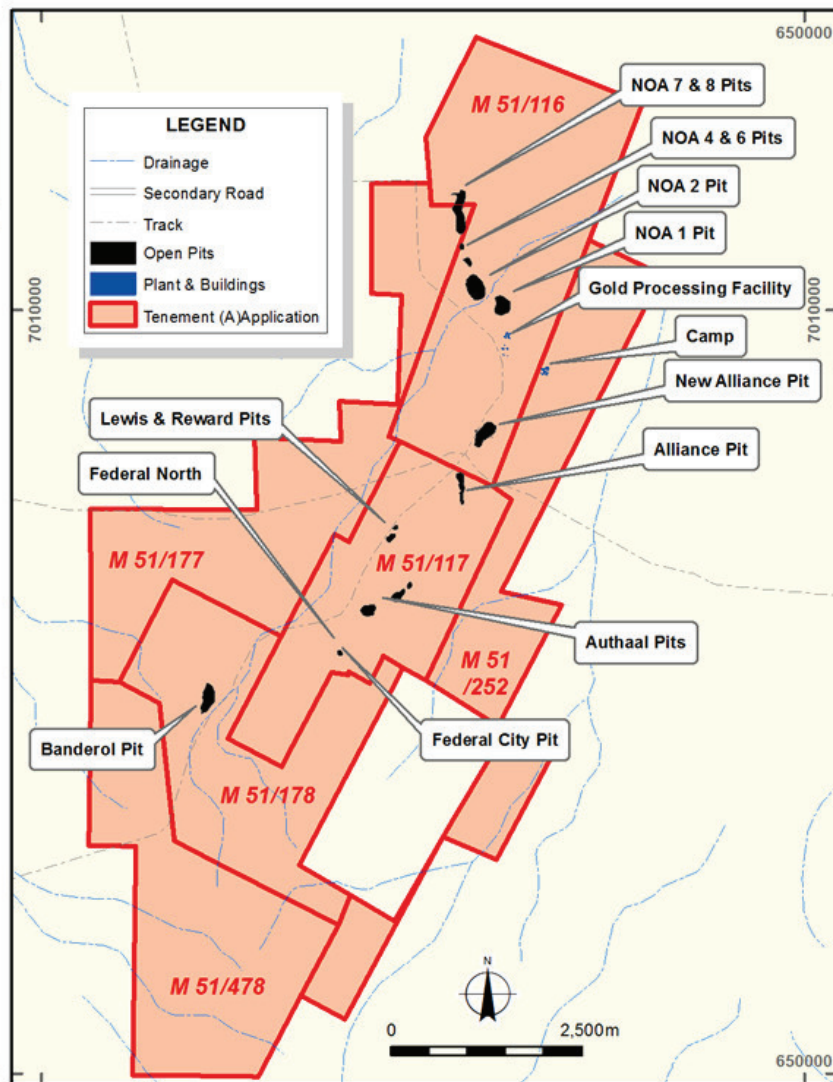 650000
M 51/116
NOA 7 & 8 Pits
LEGEND
Drainage
Secondary Road
Track
Open Pits
Plant & Buildings
Tenement (A)Application
NOA 4 & 6 Pits
NOA 2 Pit
NOA 1 Pit
Gold Processing Facility
7010000
7010000
Camp
New Alliance Pit
Lewis & Reward Pits
Alliance Pit
Federal North
M 51/177
M 51/117
Authaal Pits
M 51
/252
Banderol Pit
Federal City Pit
M 51/178
M 51/478
N
0
2,500m
650000